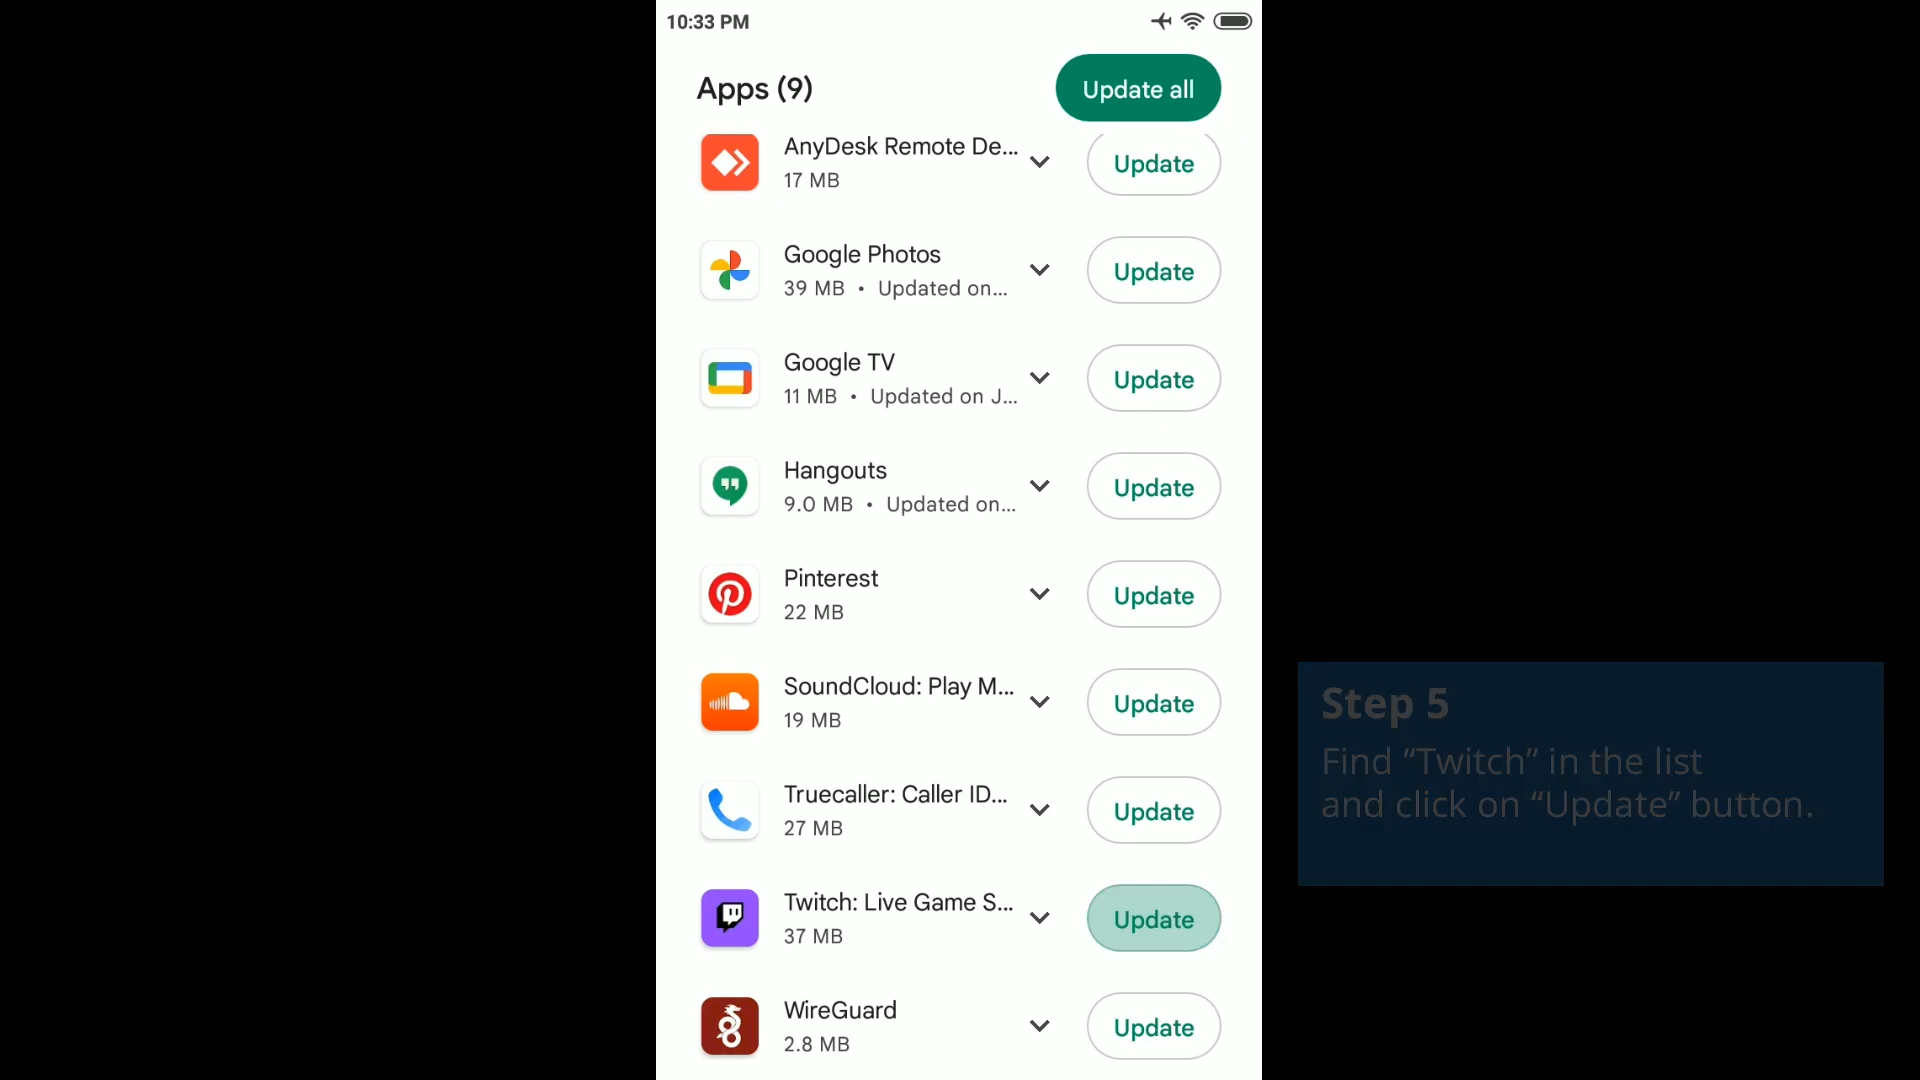 10:33 PM
Apps (9)
Update all
AnyDesk Remote De...
17 MB
Update
Google Photos
39 MB • Updated on...
Update
Google TV
11 MB • Updated on J...
Update
Hangouts
9.0 MB • Updated on...
Update
Pinterest
22 MB
Update
SoundCloud: Play M...
19 MB
Update
Truecaller: Caller ID...
27 MB
Update
Twitch: Live Game S...
37 MB
Update
WireGuard
2.8 MB
Update
Step 5
Find “Twitch” in the list
and click on “Update” button.